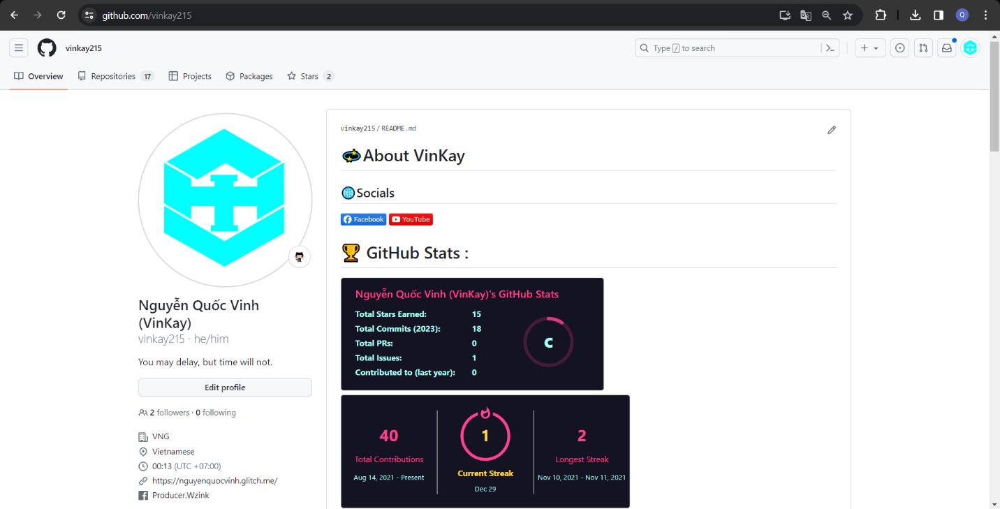 github.com/vinkay215
Q
vinkay215
Type / to search
Overview
Repositories 17
Projects
Packages
Stars 2
vinkay215/README.md
About VinKay
Socials
Facebook YouTube
GitHub Stats :
Nguyễn Quốc Vinh (VinKay)'s GitHub Stats
Total Stars Earned: 15
Total Commits (2023): 18
Total PRs: 0
Total Issues: 1
Contributed to (last year): 0
C
40
Total Contributions
Aug 14, 2021 - Present
1
Current Streak
Dec 29
2
Longest Streak
Nov 10, 2021 - Nov 11, 2021
Nguyễn Quốc Vinh
(VinKay)
vinkay215 · he/him
You may delay, but time will not.
Edit profile
2 followers · 0 following
VNG
Vietnamese
00:13 (UTC +07:00)
https://nguyenquocvinh.glitch.me/
Producer.Wzink